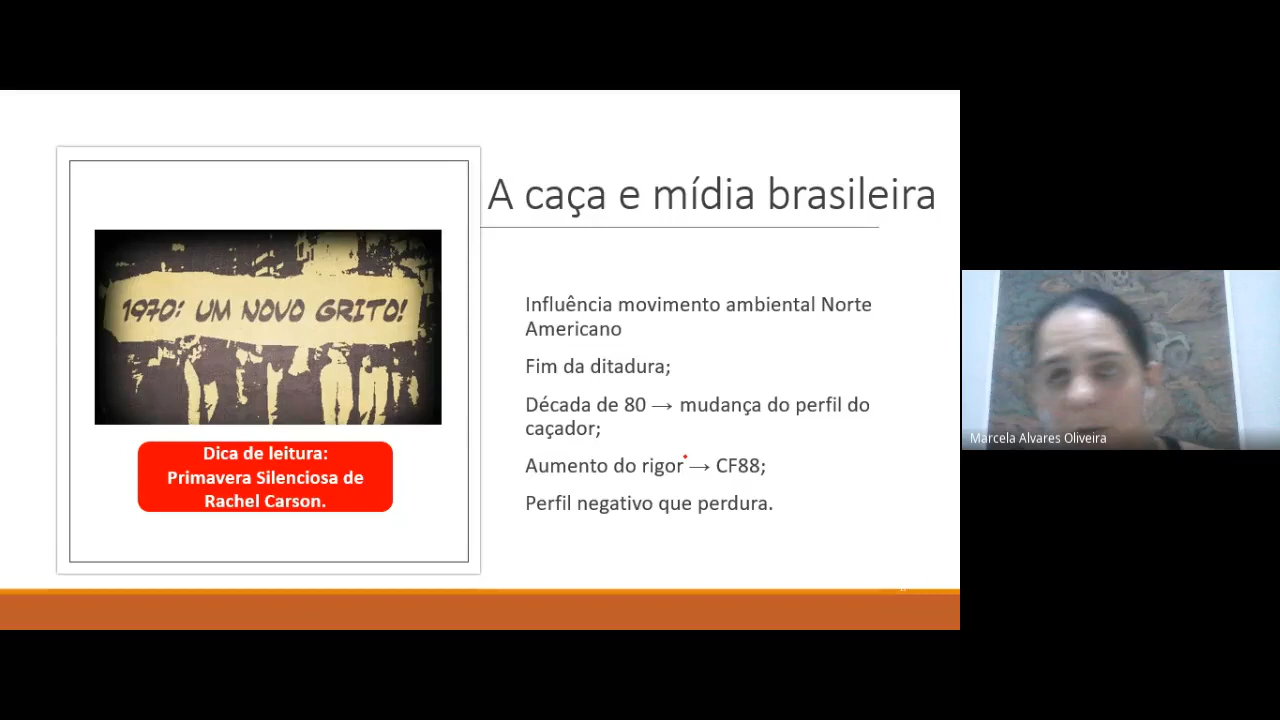 A caça e mídia brasileira
1970: UM NOVO GRITO!
Dica de leitura:
Primavera Silenciosa de
Rachel Carson.
Influência movimento ambiental Norte
Americano
Fim da ditadura;
Década de 80 → mudança do perfil do
caçador;
Aumento do rigor → CF88;
Perfil negativo que perdura.
Marcela Alvares Oliveira